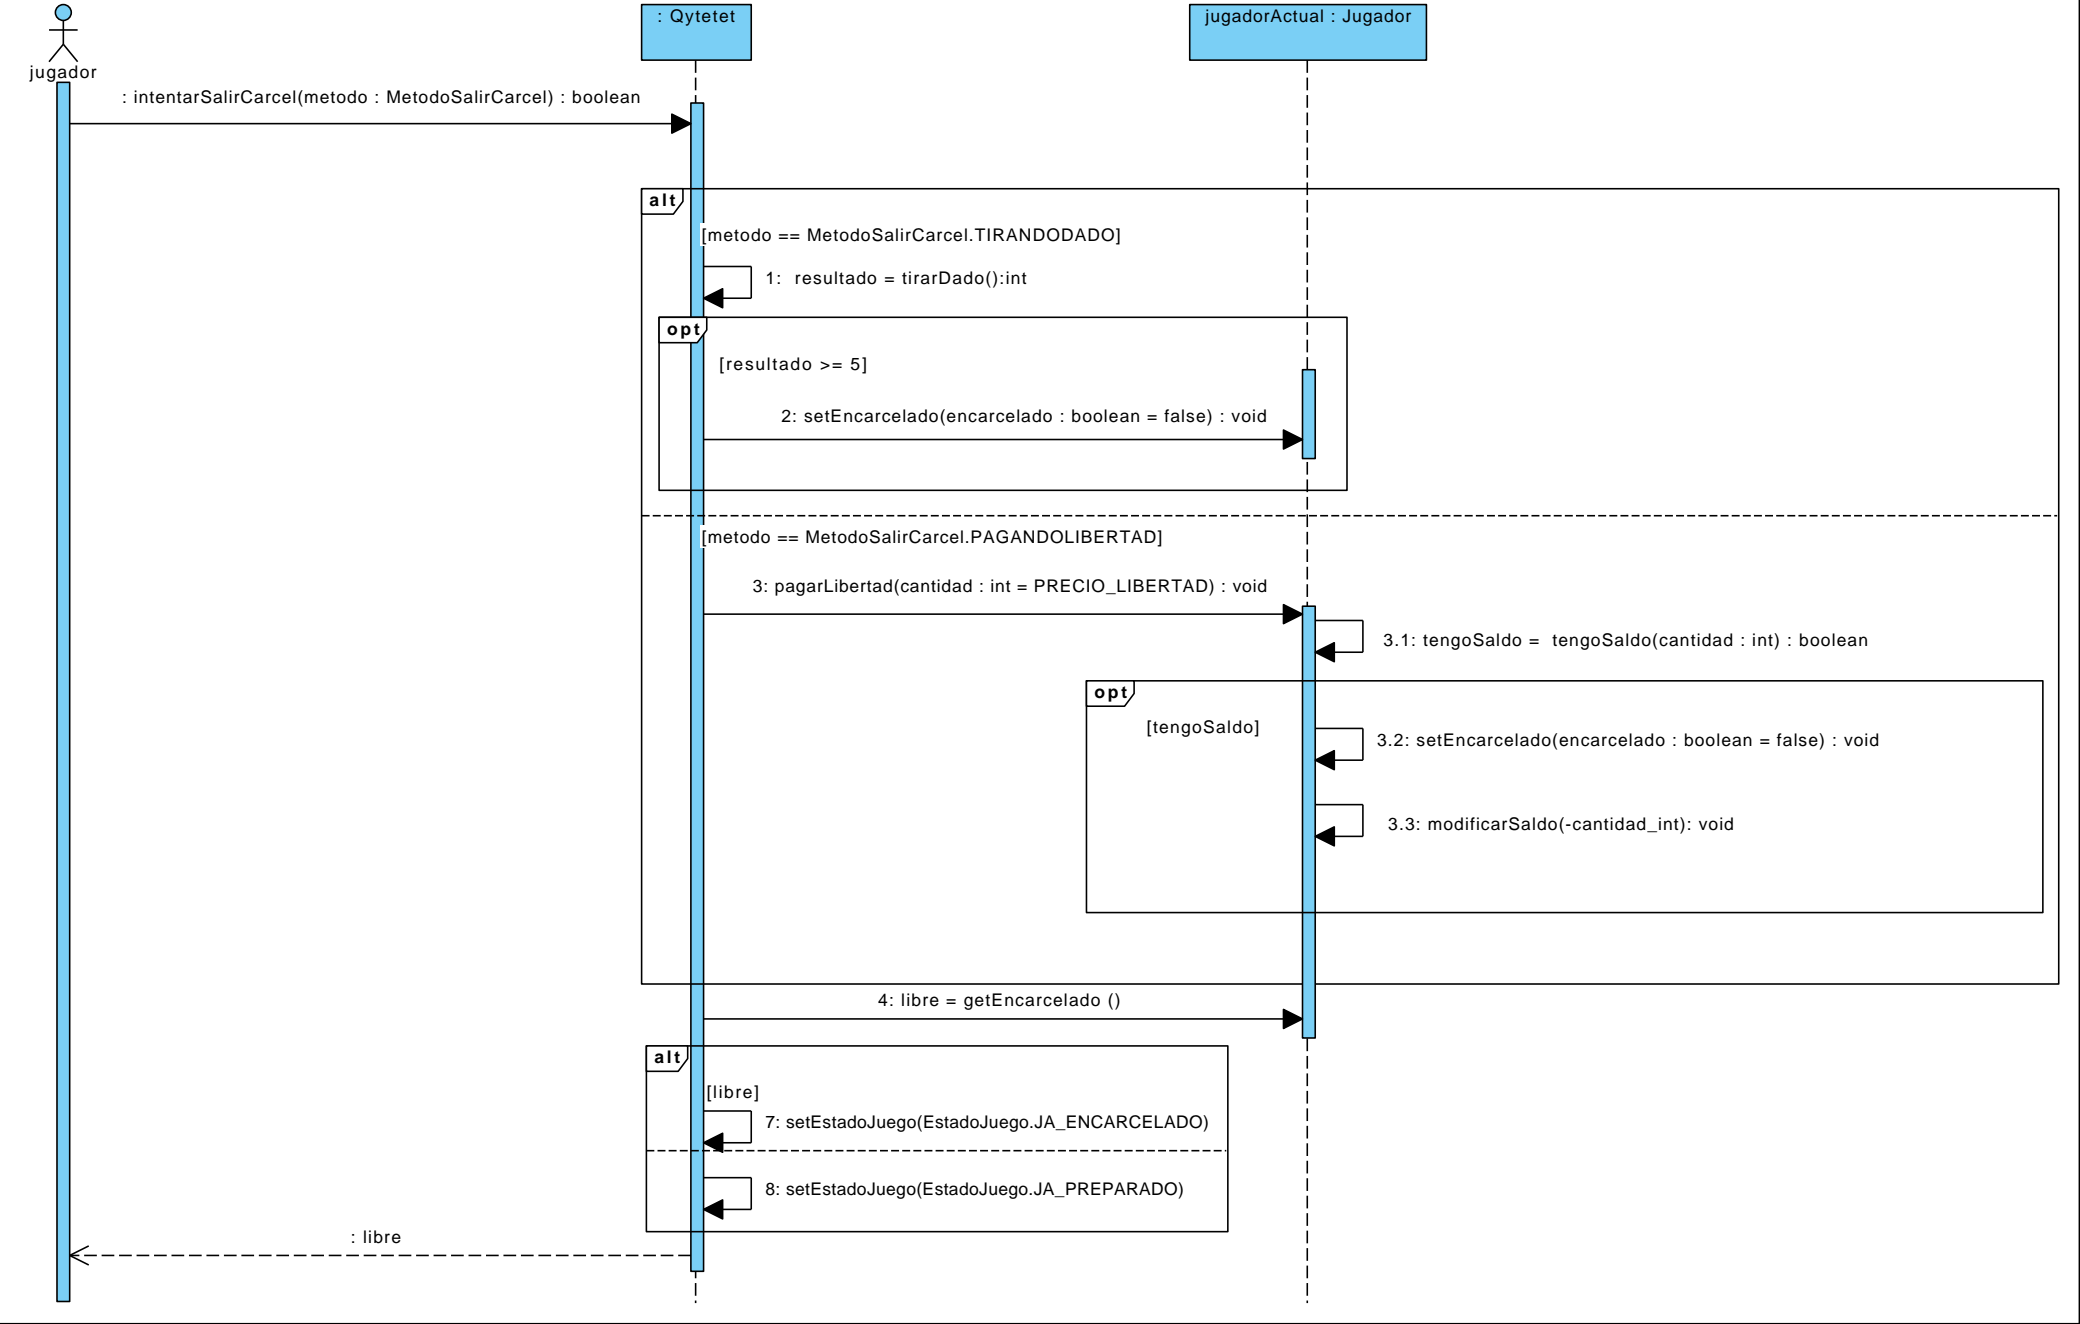 : Qytetet
jugadorActual : Jugador
jugador
: intentarSalirCarcel(metodo : MetodoSalirCarcel) : boolean
alt
[metodo == MetodoSalirCarcel.TIRANDODADO]
1:  resultado = tirarDado():int
opt
[resultado >= 5]
2: setEncarcelado(encarcelado : boolean = false) : void
[metodo == MetodoSalirCarcel.PAGANDOLIBERTAD]
3: pagarLibertad(cantidad : int = PRECIO_LIBERTAD) : void
3.1: tengoSaldo =  tengoSaldo(cantidad : int) : boolean
opt
[tengoSaldo]
3.2: setEncarcelado(encarcelado : boolean = false) : void
3.3: modificarSaldo(-cantidad_int): void
4: libre = getEncarcelado ()
alt
[libre]
7: setEstadoJuego(EstadoJuego.JA_ENCARCELADO)
8: setEstadoJuego(EstadoJuego.JA_PREPARADO)
: libre